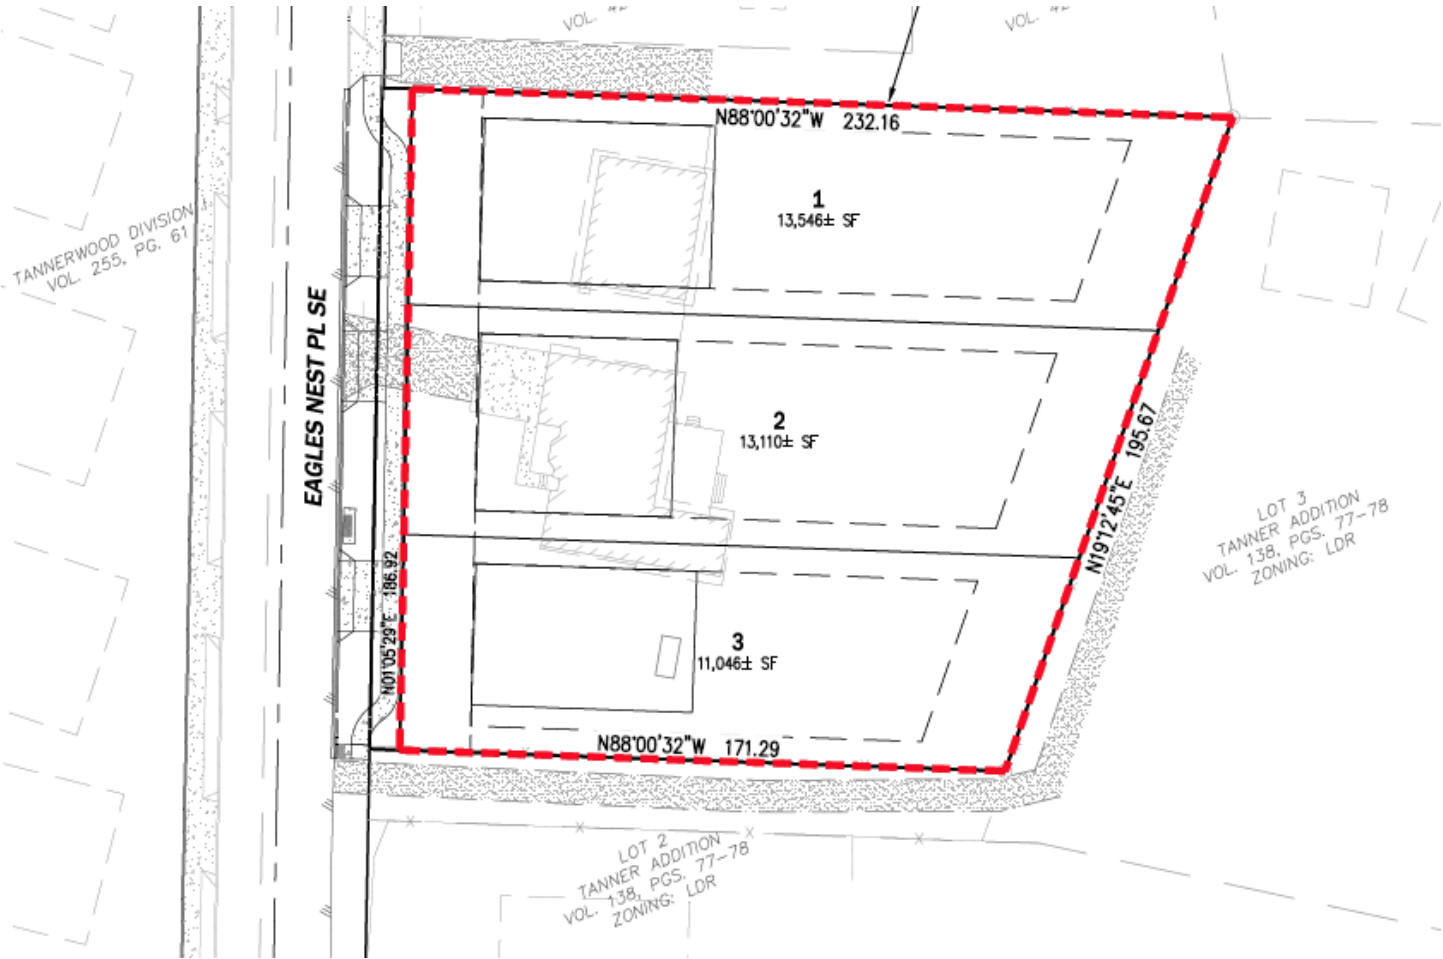 VOL.
VOL.
N88°00'32"W 232.16
1
13,546± SF
TANNERWOOD DIVISION
VOL. 255, PG. 61
EAGLES NEST PL SE
2
13,110± SF
N19°12'45"E 195.67
LOT 3
TANNER ADDITION
VOL. 138, PGS. 77-78
ZONING: LDR
N01°05'29"E 186.92
3
11,046± SF
N88°00'32"W 171.29
LOT 2
TANNER ADDITION
VOL. 138, PGS. 77-78
ZONING: LDR